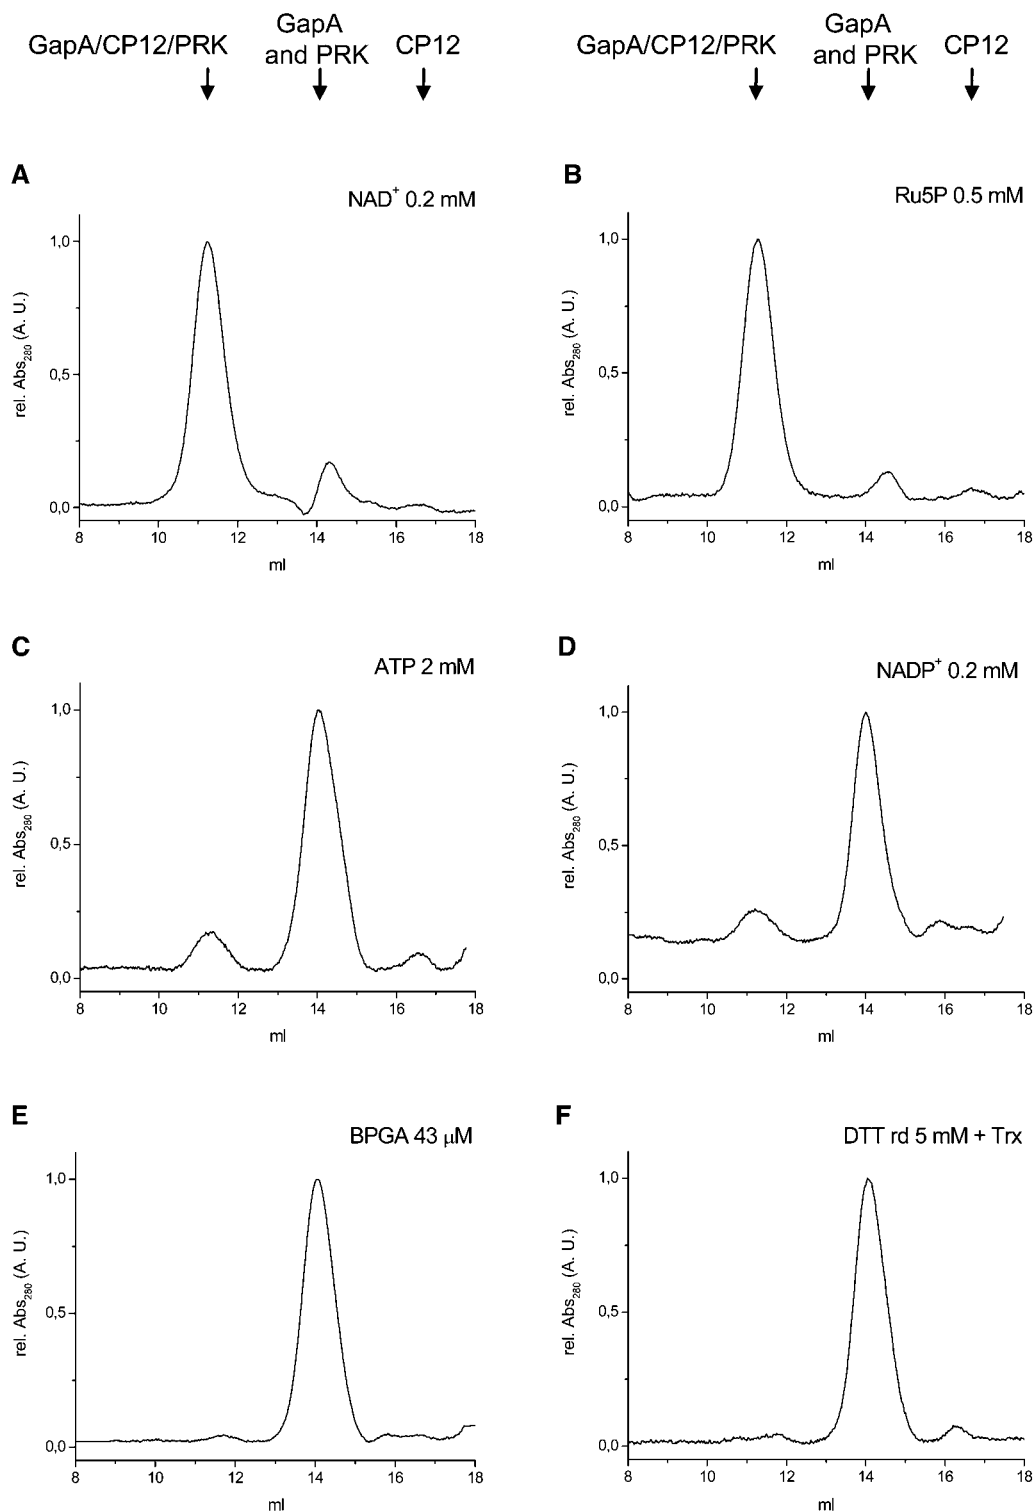 GapA/CP12/PRK
GapA
and PRK
CP12
GapA/CP12/PRK
GapA
and PRK
CP12
A
NAD⁺ 0.2 mM
1,0
0,5
0,0
rel. Abs₂₈₀ (A. U.)
8 10 12 14 16 18
ml
B
Ru5P 0.5 mM
1,0
0,5
0,0
rel. Abs₂₈₀ (A. U.)
8 10 12 14 16 18
ml
C
ATP 2 mM
1,0
0,5
0,0
rel. Abs₂₈₀ (A. U.)
8 10 12 14 16 18
ml
D
NADP⁺ 0.2 mM
1,0
0,5
0,0
rel. Abs₂₈₀ (A. U.)
8 10 12 14 16 18
ml
E
BPGA 43 μM
1,0
0,5
0,0
rel. Abs₂₈₀ (A. U.)
8 10 12 14 16 18
ml
F
DTT rd 5 mM + Trx
1,0
0,5
0,0
rel. Abs₂₈₀ (A. U.)
8 10 12 14 16 18
ml